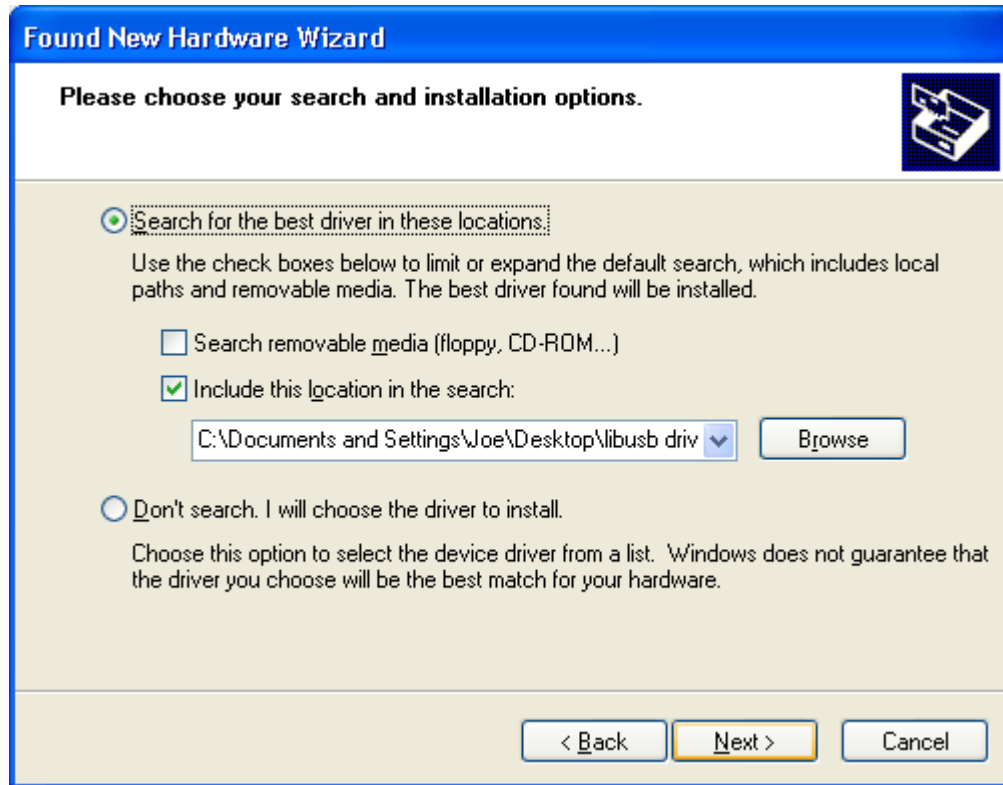 Found New Hardware Wizard
Please choose your search and installation options.
Search for the best driver in these locations.
Use the check boxes below to limit or expand the default search, which includes local
paths and removable media. The best driver found will be installed.
Search removable media (floppy, CD-ROM...)
Include this location in the search:
C:\Documents and Settings\Joe\Desktop\libusb driv
Browse
Don't search. I will choose the driver to install.
Choose this option to select the device driver from a list.  Windows does not guarantee that
the driver you choose will be the best match for your hardware.
< Back
Next >
Cancel